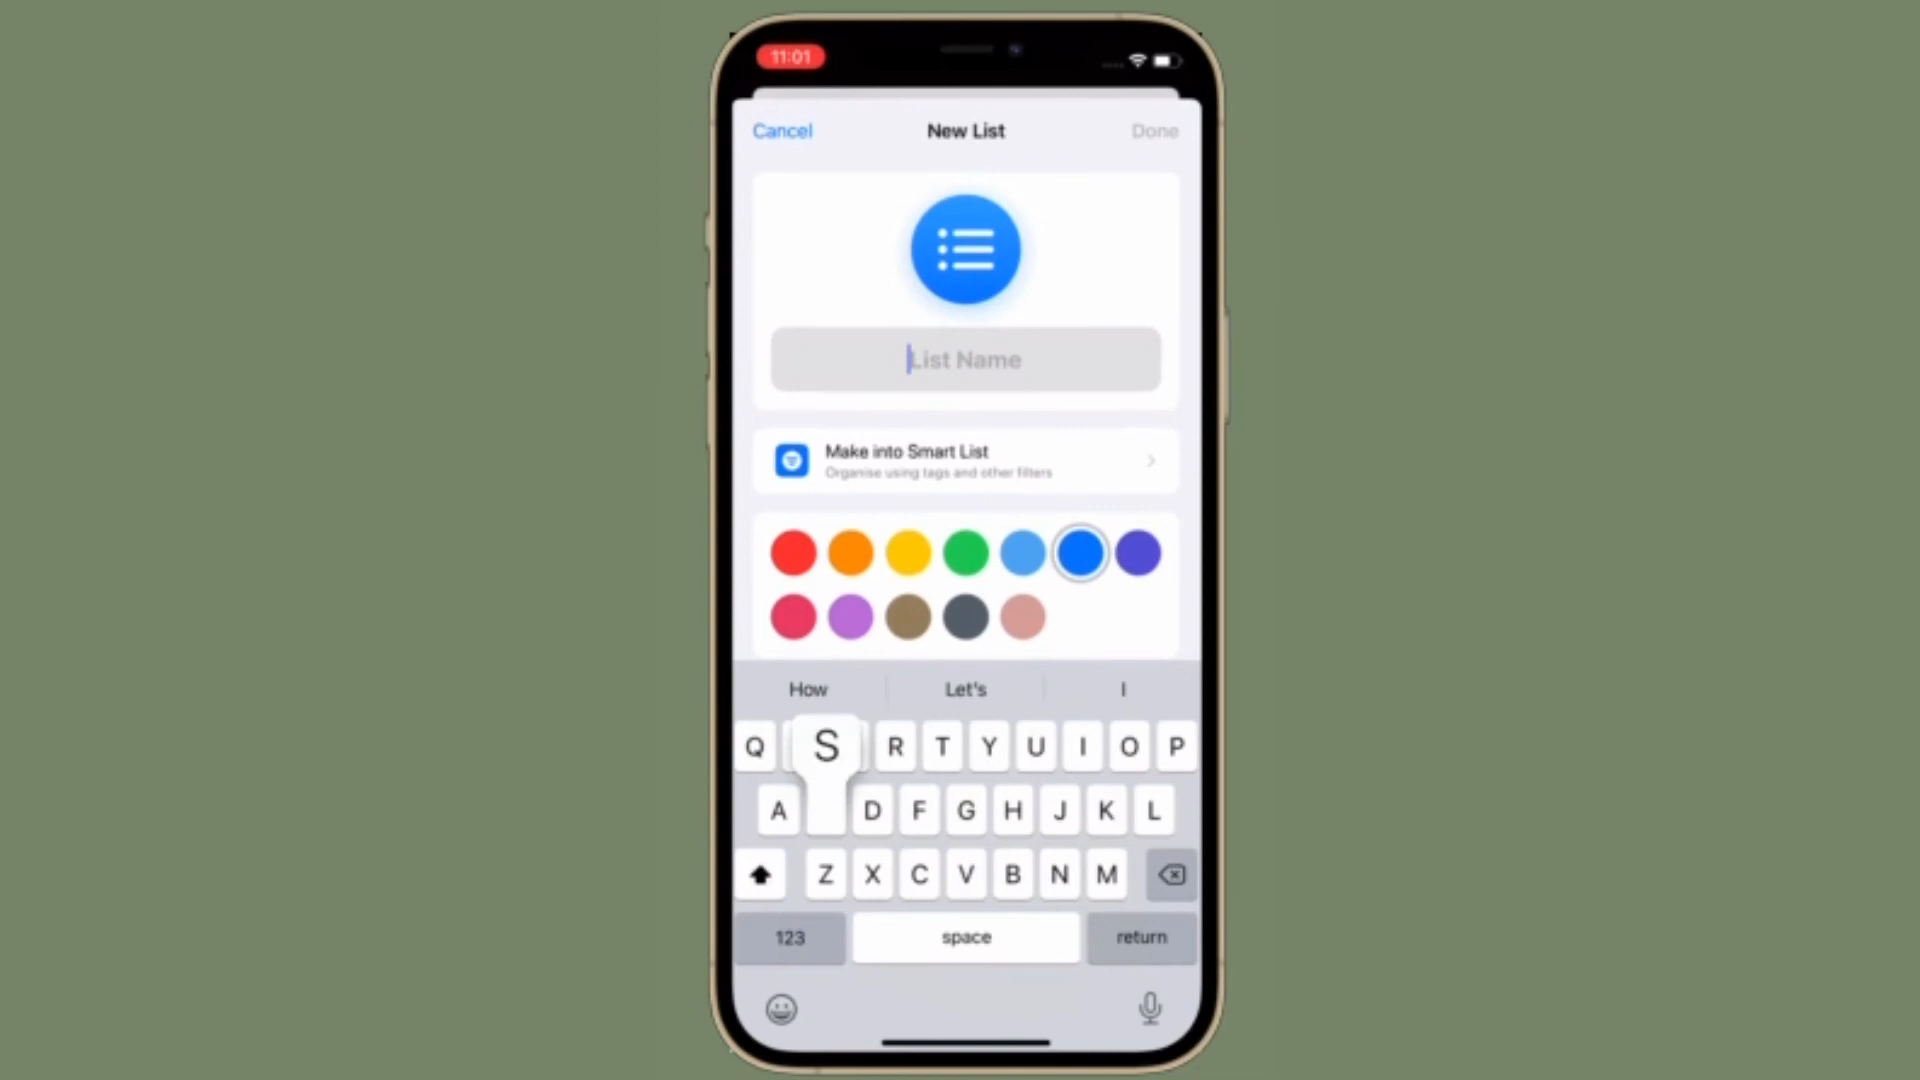 11:01
Cancel New List Done
List Name
Make into Smart List
Organise using tags and other filters
How Let's I
Q S R T Y U I O P
A D F G H J K L
Z X C V B N M
123 space return